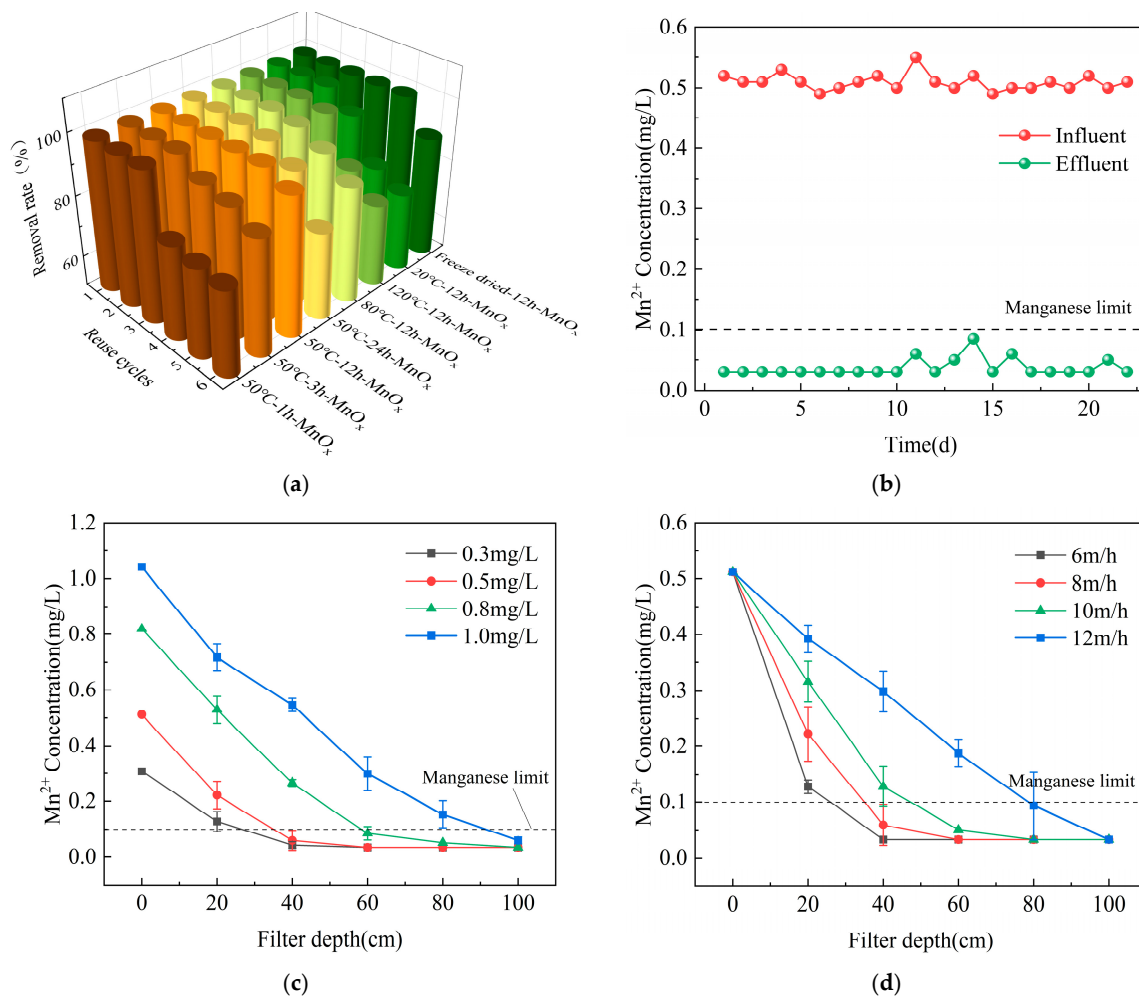 Removal rate (%)
100
80
60
1
2
3
4
5
6
Reuse cycles
50℃-1h-MnOx
50℃-3h-MnOx
50℃-12h-MnOx
50℃-24h-MnOx
80℃-12h-MnOx
120℃-12h-MnOx
20℃-12h-MnOx
Freeze dried-12h-MnOx
(a)
Mn2+ Concentration(mg/L)
0.6
0.5
0.4
0.3
0.2
0.1
0.0
Influent
Effluent
Manganese limit
0 5 10 15 20
Time(d)
(b)
Mn2+ Concentration(mg/L)
1.2
1.0
0.8
0.6
0.4
0.2
0.0
0.3mg/L
0.5mg/L
0.8mg/L
1.0mg/L
Manganese limit
0 20 40 60 80 100
Filter depth(cm)
(c)
Mn2+ Concentration(mg/L)
0.6
0.5
0.4
0.3
0.2
0.1
0.0
6m/h
8m/h
10m/h
12m/h
Manganese limit
0 20 40 60 80 100
Filter depth(cm)
(d)